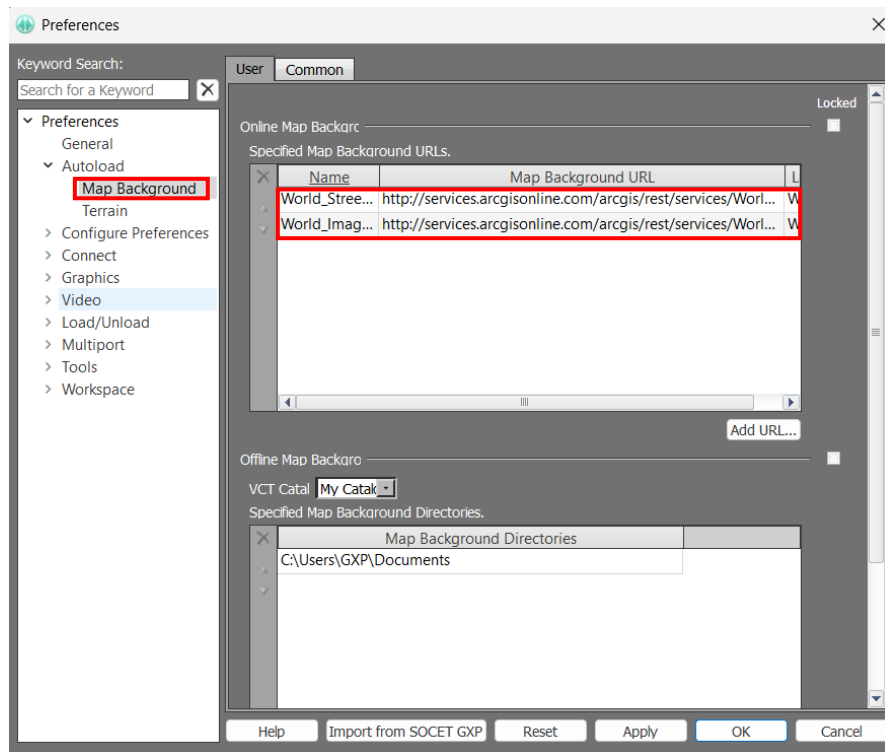 Preferences
Keyword Search:
Search for a Keyword
Preferences
General
Autoload
Map Background
Terrain
Configure Preferences
Connect
Graphics
Video
Load/Unload
Multiport
Tools
Workspace
User Common
Locked
Online Map Backgrc
Specified Map Background URLs.
Name Map Background URL L
World_Stree... http://services.arcgisonline.com/arcgis/rest/services/Worl... W
World_Imag... http://services.arcgisonline.com/arcgis/rest/services/Worl... W
Add URL...
Offline Map Backgro
VCT Catal My Catak
Specified Map Background Directories.
Map Background Directories
C:\Users\GXP\Documents
Help Import from SOCET GXP Reset Apply OK Cancel